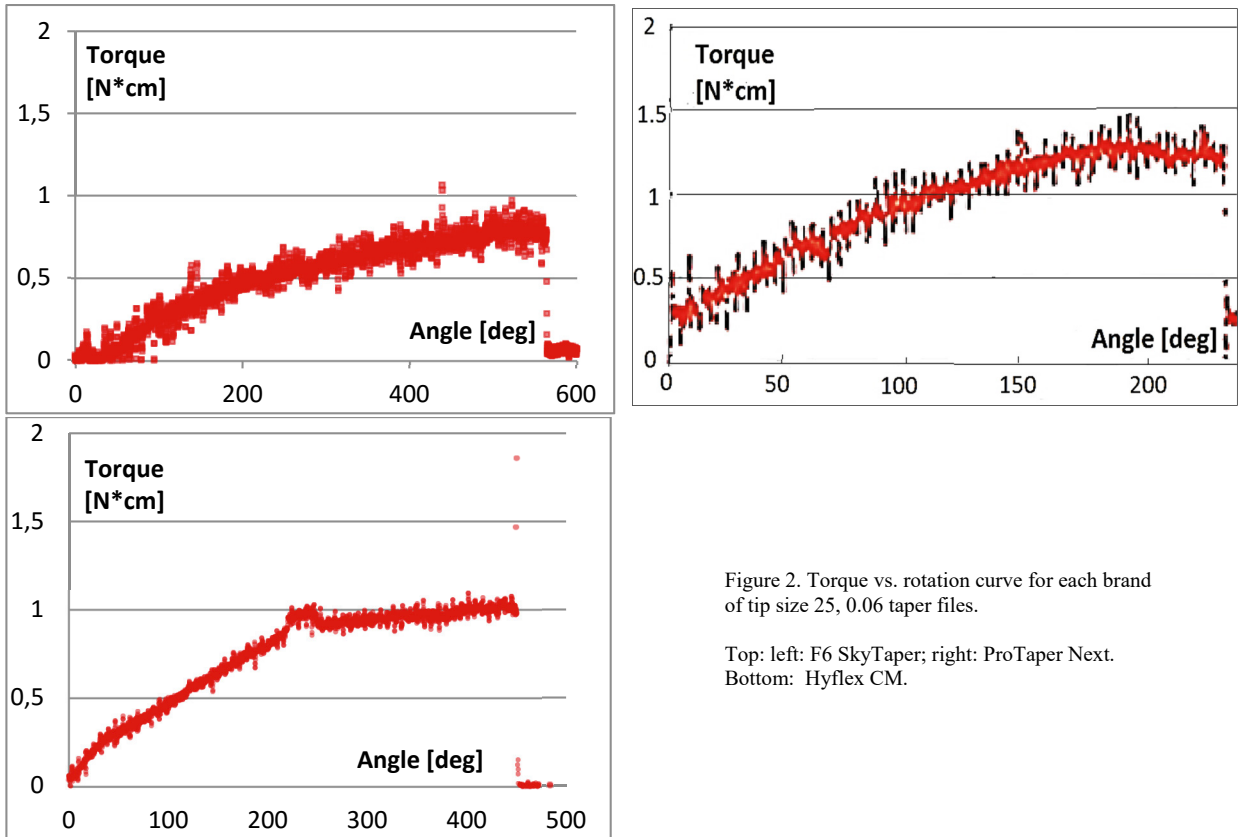 2
Torque
[N*cm]
1,5
1
0,5
Angle [deg]
0
0 200 400 600
2
Torque
[N*cm]
1.5
1
0.5
Angle [deg]
0
0 50 100 150 200
2
Torque
[N*cm]
1,5
1
0,5
Angle [deg]
0
0 100 200 300 400 500
Figure 2. Torque vs. rotation curve for each brand
of tip size 25, 0.06 taper files.
Top: left: F6 SkyTaper; right: ProTaper Next.
Bottom: Hyflex CM.